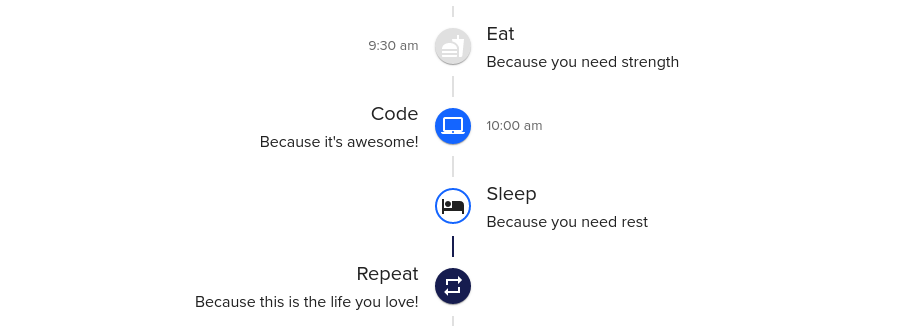 9:30 am
Eat
Because you need strength
Code
Because it's awesome!
10:00 am
Sleep
Because you need rest
Repeat
Because this is the life you love!